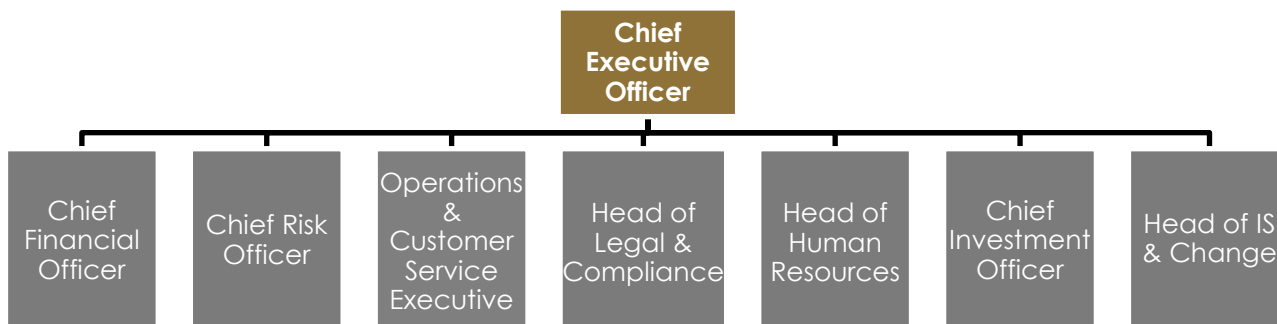 Chief
Executive
Officer
Chief
Financial
Officer
Chief Risk
Officer
Operations
&
Customer
Service
Executive
Head of
Legal &
Compliance
Head of
Human
Resources
Chief
Investment
Officer
Head of IS
& Change